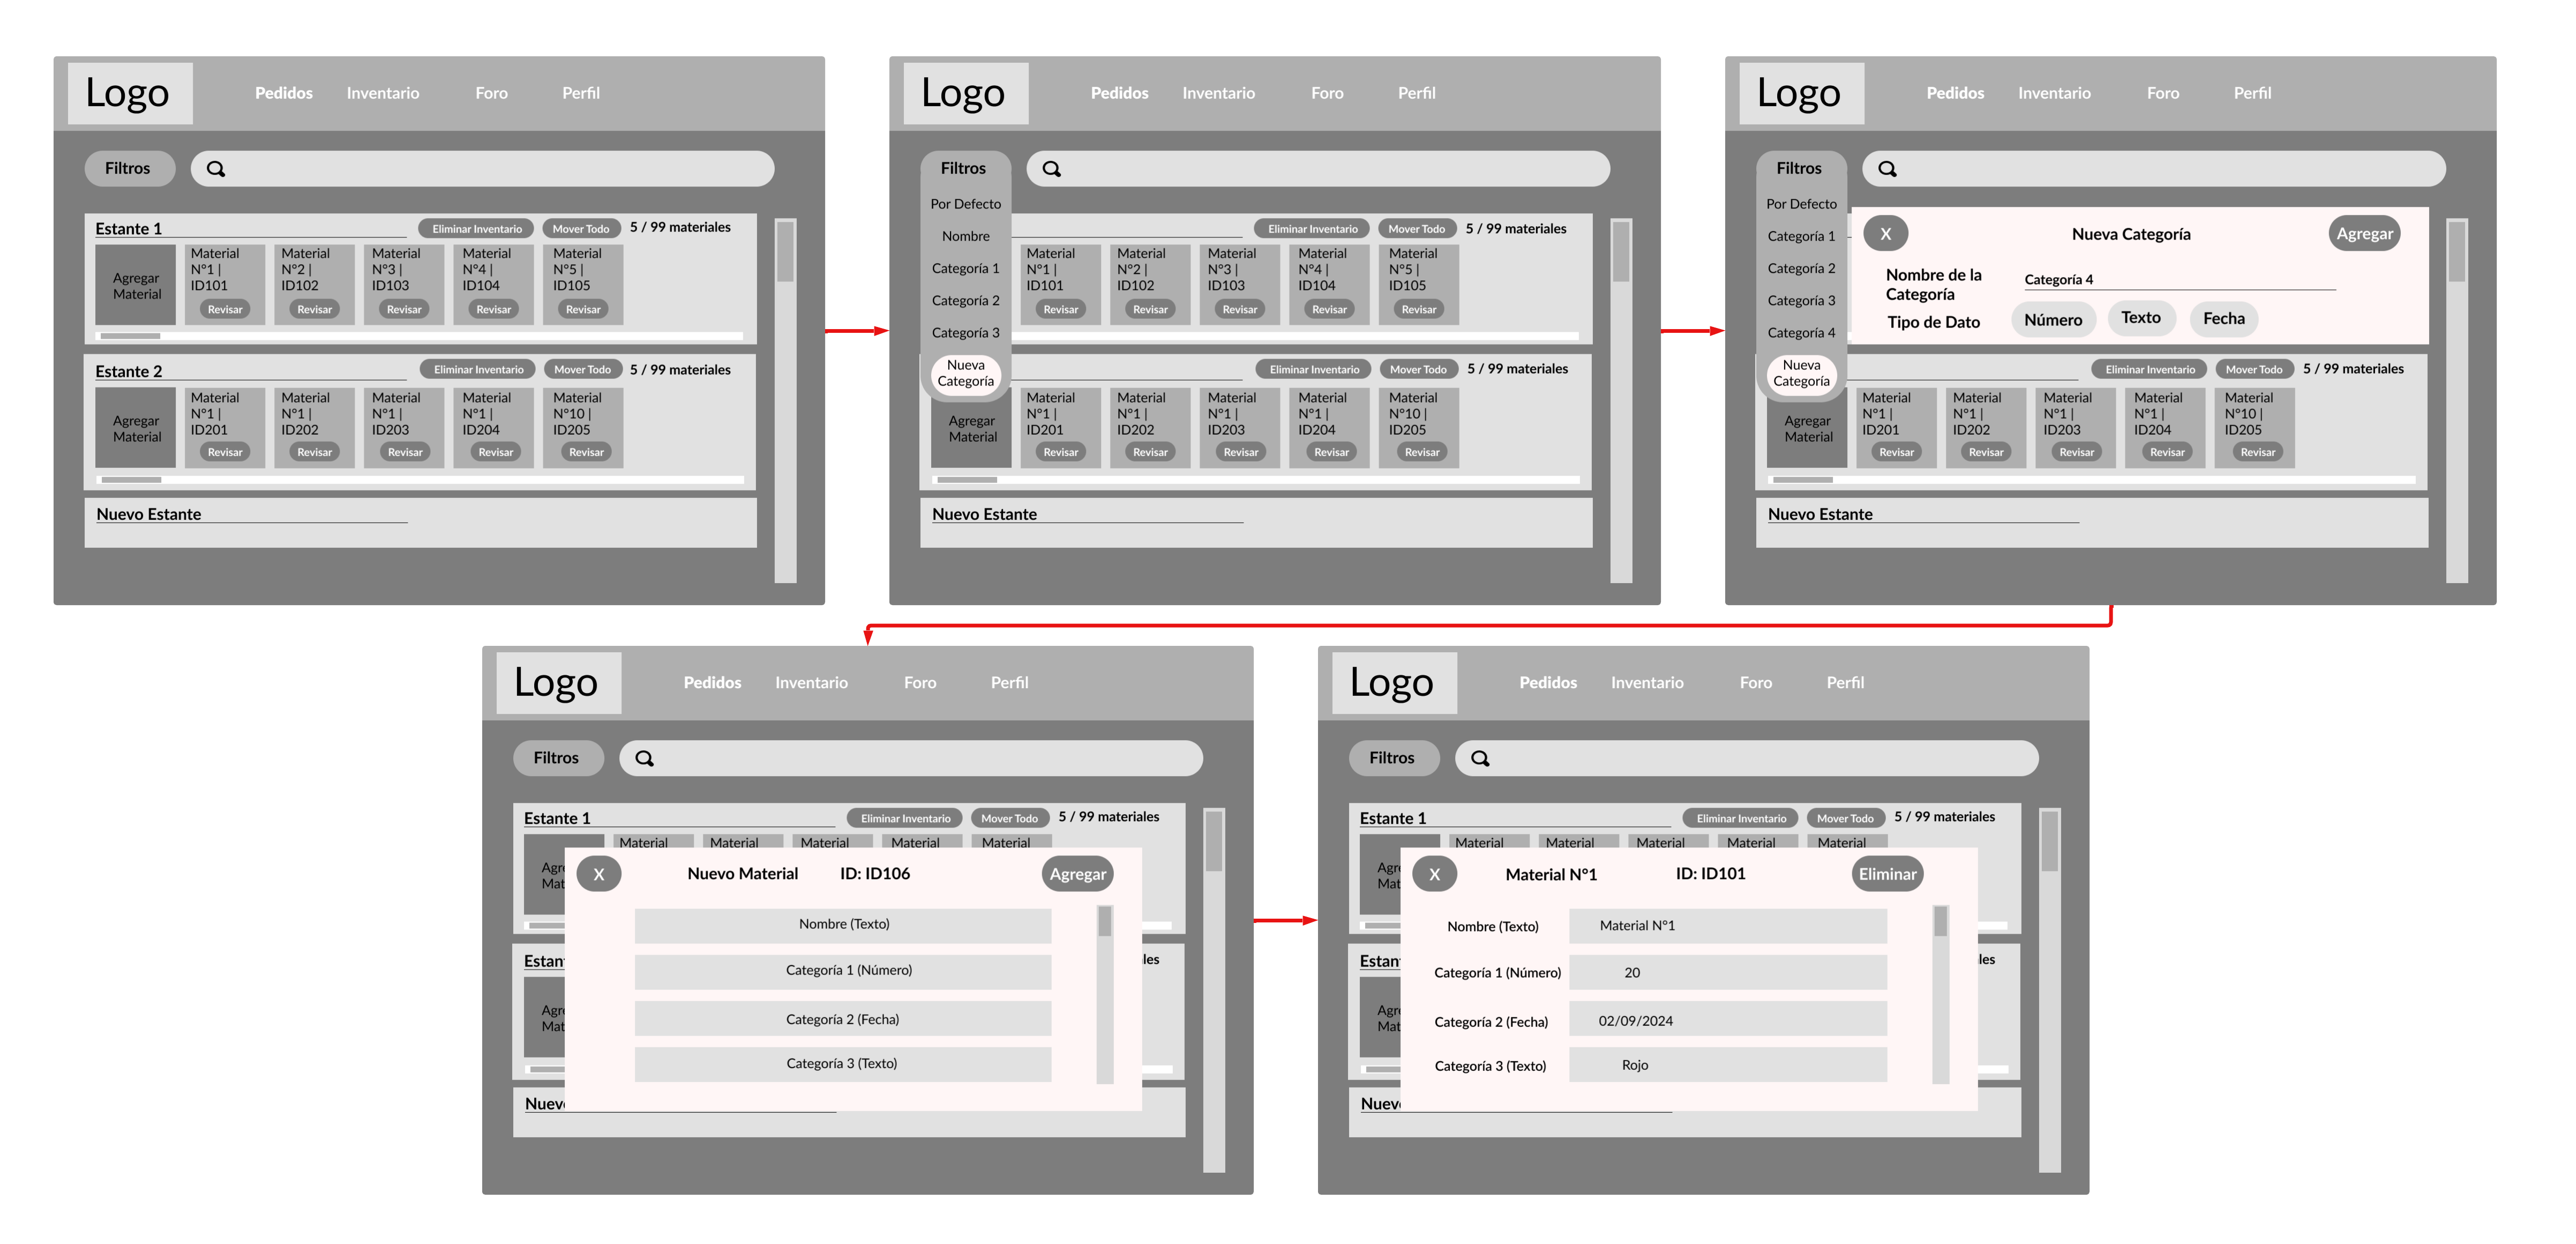 Logo
Pedidos Inventario Foro Perfil
Filtros
Estante 1 Eliminar Inventario Mover Todo 5 / 99 materiales
Agregar Material
Material N°1 | ID101 Revisar
Material N°2 | ID102 Revisar
Material N°3 | ID103 Revisar
Material N°4 | ID104 Revisar
Material N°5 | ID105 Revisar
Estante 2 Eliminar Inventario Mover Todo 5 / 99 materiales
Agregar Material
Material N°1 | ID201 Revisar
Material N°1 | ID202 Revisar
Material N°1 | ID203 Revisar
Material N°1 | ID204 Revisar
Material N°10 | ID205 Revisar
Nuevo Estante
Logo
Pedidos Inventario Foro Perfil
Filtros
Por Defecto
Nombre
Categoría 1
Categoría 2
Categoría 3
Nueva Categoría
Eliminar Inventario Mover Todo 5 / 99 materiales
Material N°1 | ID101 Revisar
Material N°2 | ID102 Revisar
Material N°3 | ID103 Revisar
Material N°4 | ID104 Revisar
Material N°5 | ID105 Revisar
Eliminar Inventario Mover Todo 5 / 99 materiales
Agregar Material
Material N°1 | ID201 Revisar
Material N°1 | ID202 Revisar
Material N°1 | ID203 Revisar
Material N°1 | ID204 Revisar
Material N°10 | ID205 Revisar
Nuevo Estante
Logo
Pedidos Inventario Foro Perfil
Filtros
Por Defecto
Categoría 1
Categoría 2
Categoría 3
Categoría 4
Nueva Categoría
X Nueva Categoría Agregar
Nombre de la Categoría Categoría 4
Tipo de Dato Número Texto Fecha
Eliminar Inventario Mover Todo 5 / 99 materiales
Agregar Material
Material N°1 | ID201 Revisar
Material N°1 | ID202 Revisar
Material N°1 | ID203 Revisar
Material N°1 | ID204 Revisar
Material N°10 | ID205 Revisar
Nuevo Estante
Logo
Pedidos Inventario Foro Perfil
Filtros
Estante 1 Eliminar Inventario Mover Todo 5 / 99 materiales
Material Material Material Material Material
X Nuevo Material ID: ID106 Agregar
Nombre (Texto)
Categoría 1 (Número)
Categoría 2 (Fecha)
Categoría 3 (Texto)
Logo
Pedidos Inventario Foro Perfil
Filtros
Estante 1 Eliminar Inventario Mover Todo 5 / 99 materiales
Material Material Material Material Material
X Material N°1 ID: ID101 Eliminar
Nombre (Texto) Material N°1
Categoría 1 (Número) 20
Categoría 2 (Fecha) 02/09/2024
Categoría 3 (Texto) Rojo